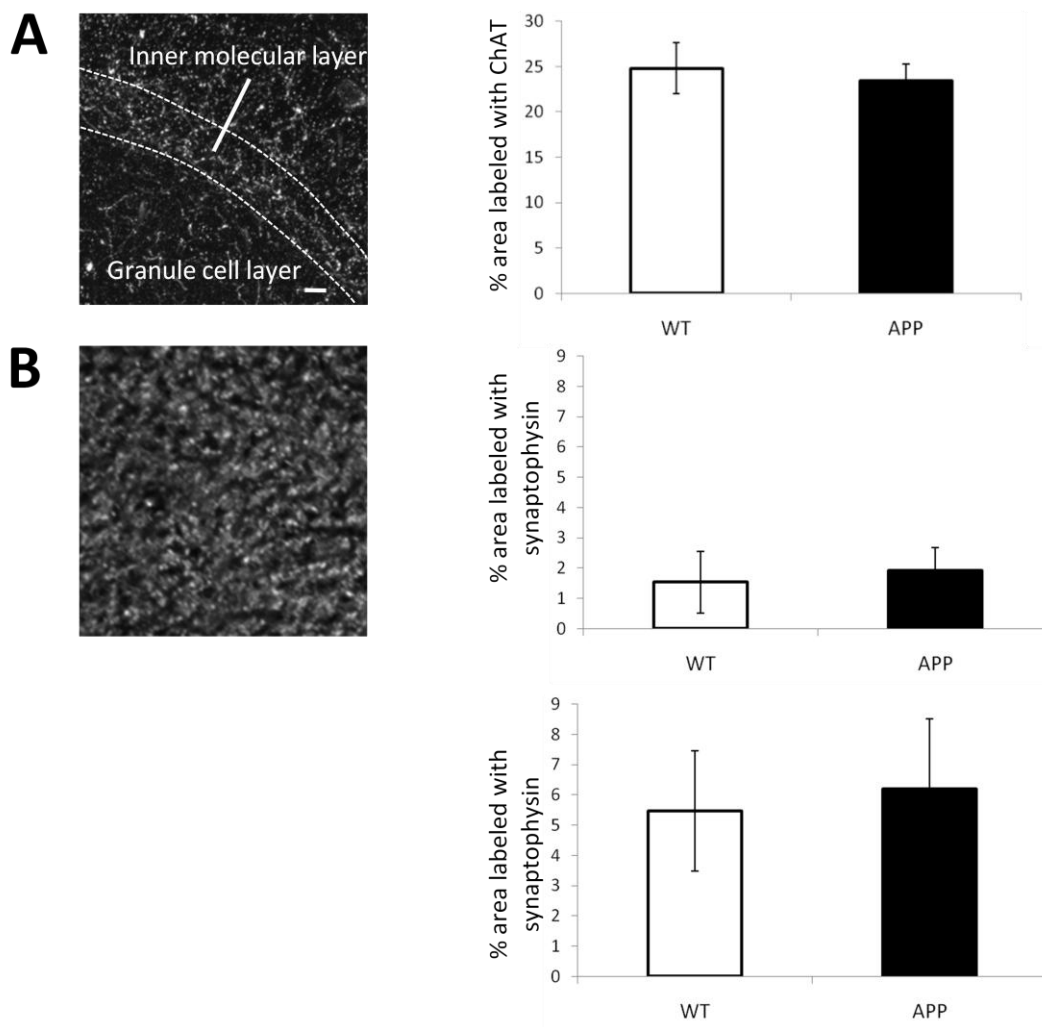 A
Inner molecular layer
Granule cell layer
% area labeled with ChAT
30
25
20
15
10
5
0
WT APP
B
% area labeled with
synaptophysin
9
8
7
6
5
4
3
2
1
0
WT APP
% area labeled with
synaptophysin
9
8
7
6
5
4
3
2
1
0
WT APP